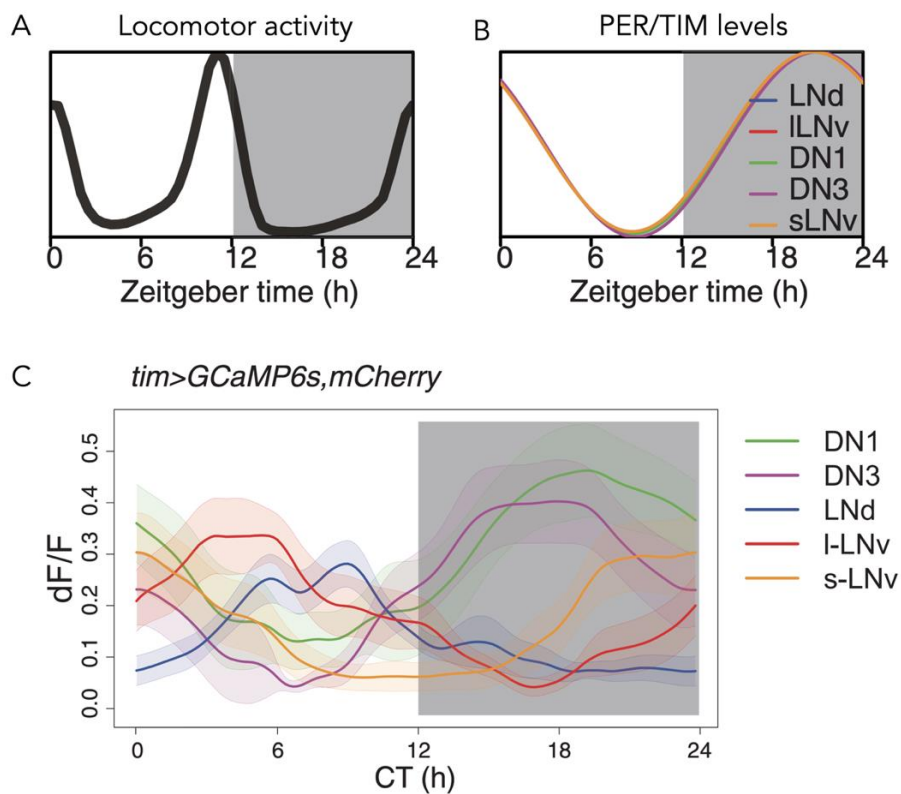 A
Locomotor activity
0 6 12 18 24
Zeitgeber time (h)
B
PER/TIM levels
LNd
lLNv
DN1
DN3
sLNv
0 6 12 18 24
Zeitgeber time (h)
C
tim>GCaMP6s,mCherry
dF/F
0.5
0.4
0.3
0.2
0.1
0.0
0 6 12 18 24
CT (h)
DN1
DN3
LNd
l-LNv
s-LNv